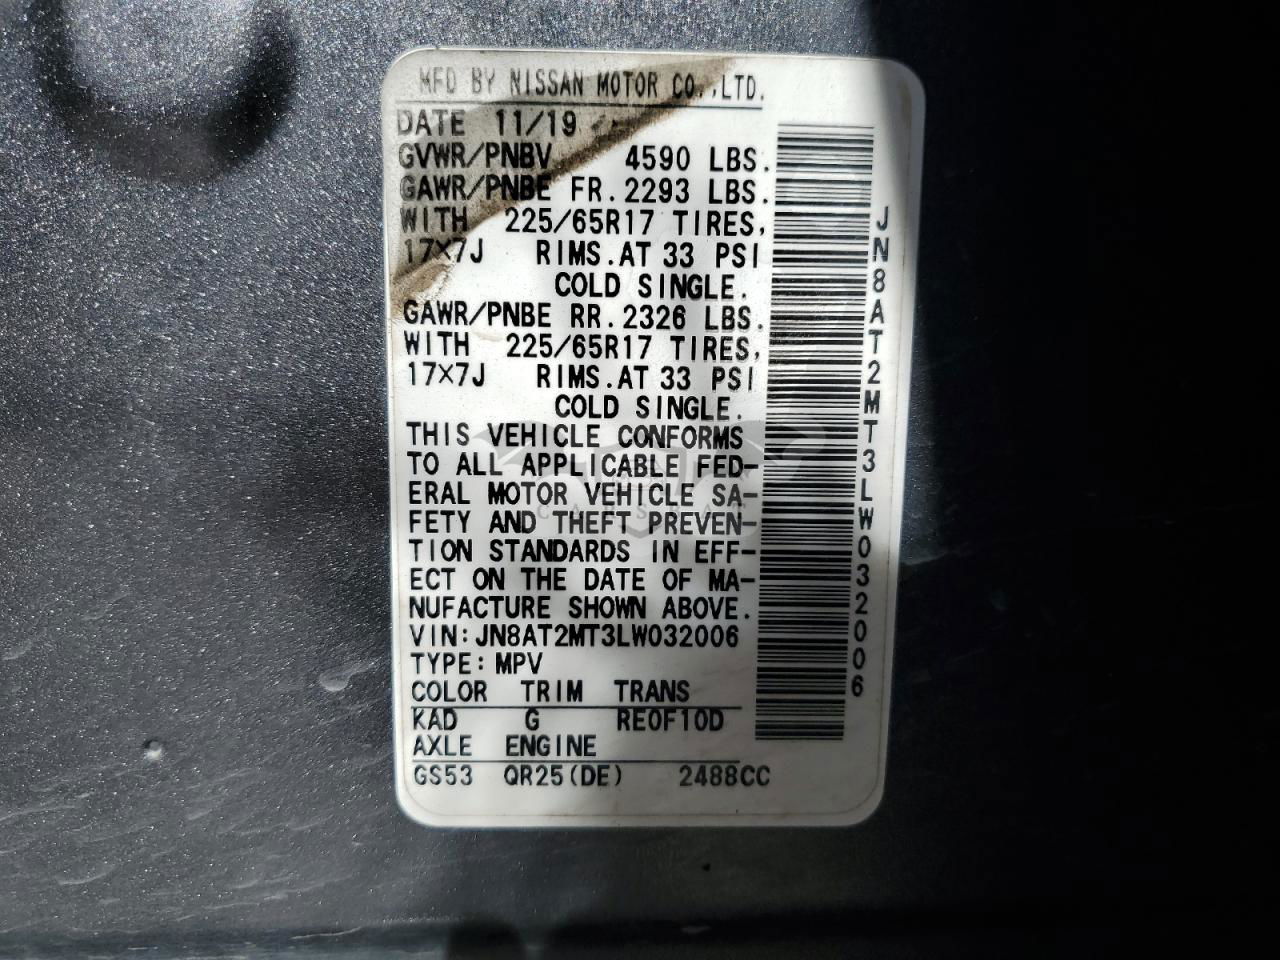 MFD BY NISSAN MOTOR CO.,LTD.
DATE 11/19
GVWR/PNBV 4590 LBS.
GAWR/PNBE FR.2293 LBS.
WITH 225/65R17 TIRES,
17×7J RIMS.AT 33 PSI
COLD SINGLE.
GAWR/PNBE RR.2326 LBS.
WITH 225/65R17 TIRES,
17×7J RIMS.AT 33 PSI
COLD SINGLE.
THIS VEHICLE CONFORMS
TO ALL APPLICABLE FED-
ERAL MOTOR VEHICLE SA-
FETY AND THEFT PREVEN-
TION STANDARDS IN EFF-
ECT ON THE DATE OF MA-
NUFACTURE SHOWN ABOVE.
VIN:JN8AT2MT3LW032006
TYPE:MPV
COLOR TRIM TRANS
KAD G RE0F10D
AXLE ENGINE
GS53 QR25(DE) 2488CC
JN8AT2MT3LW032006